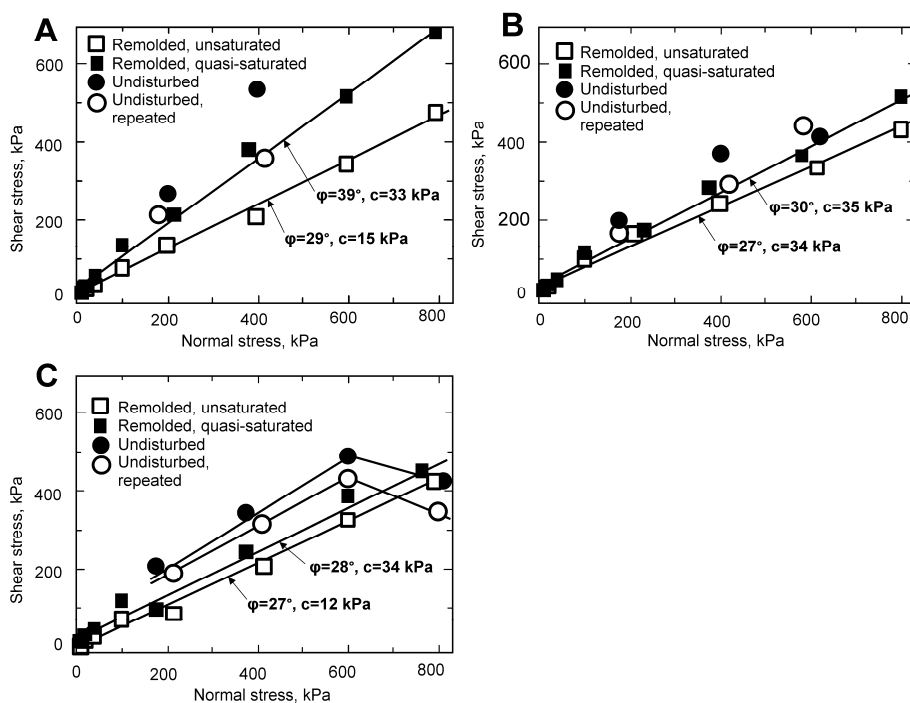 A
Remolded, unsaturated
Remolded, quasi-saturated
Undisturbed
Undisturbed,
repeated
Shear stress, kPa
600
400
200
0
φ=39°, c=33 kPa
φ=29°, c=15 kPa
0 200 400 600 800
Normal stress, kPa
B
Remolded, unsaturated
Remolded, quasi-saturated
Undisturbed
Undisturbed,
repeated
Shear stress, kPa
600
400
200
0
φ=30°, c=35 kPa
φ=27°, c=34 kPa
0 200 400 600 800
Normal stress, kPa
C
Remolded, unsaturated
Remolded, quasi-saturated
Undisturbed
Undisturbed,
repeated
Shear stress, kPa
600
400
200
0
φ=28°, c=34 kPa
φ=27°, c=12 kPa
0 200 400 600 800
Normal stress, kPa